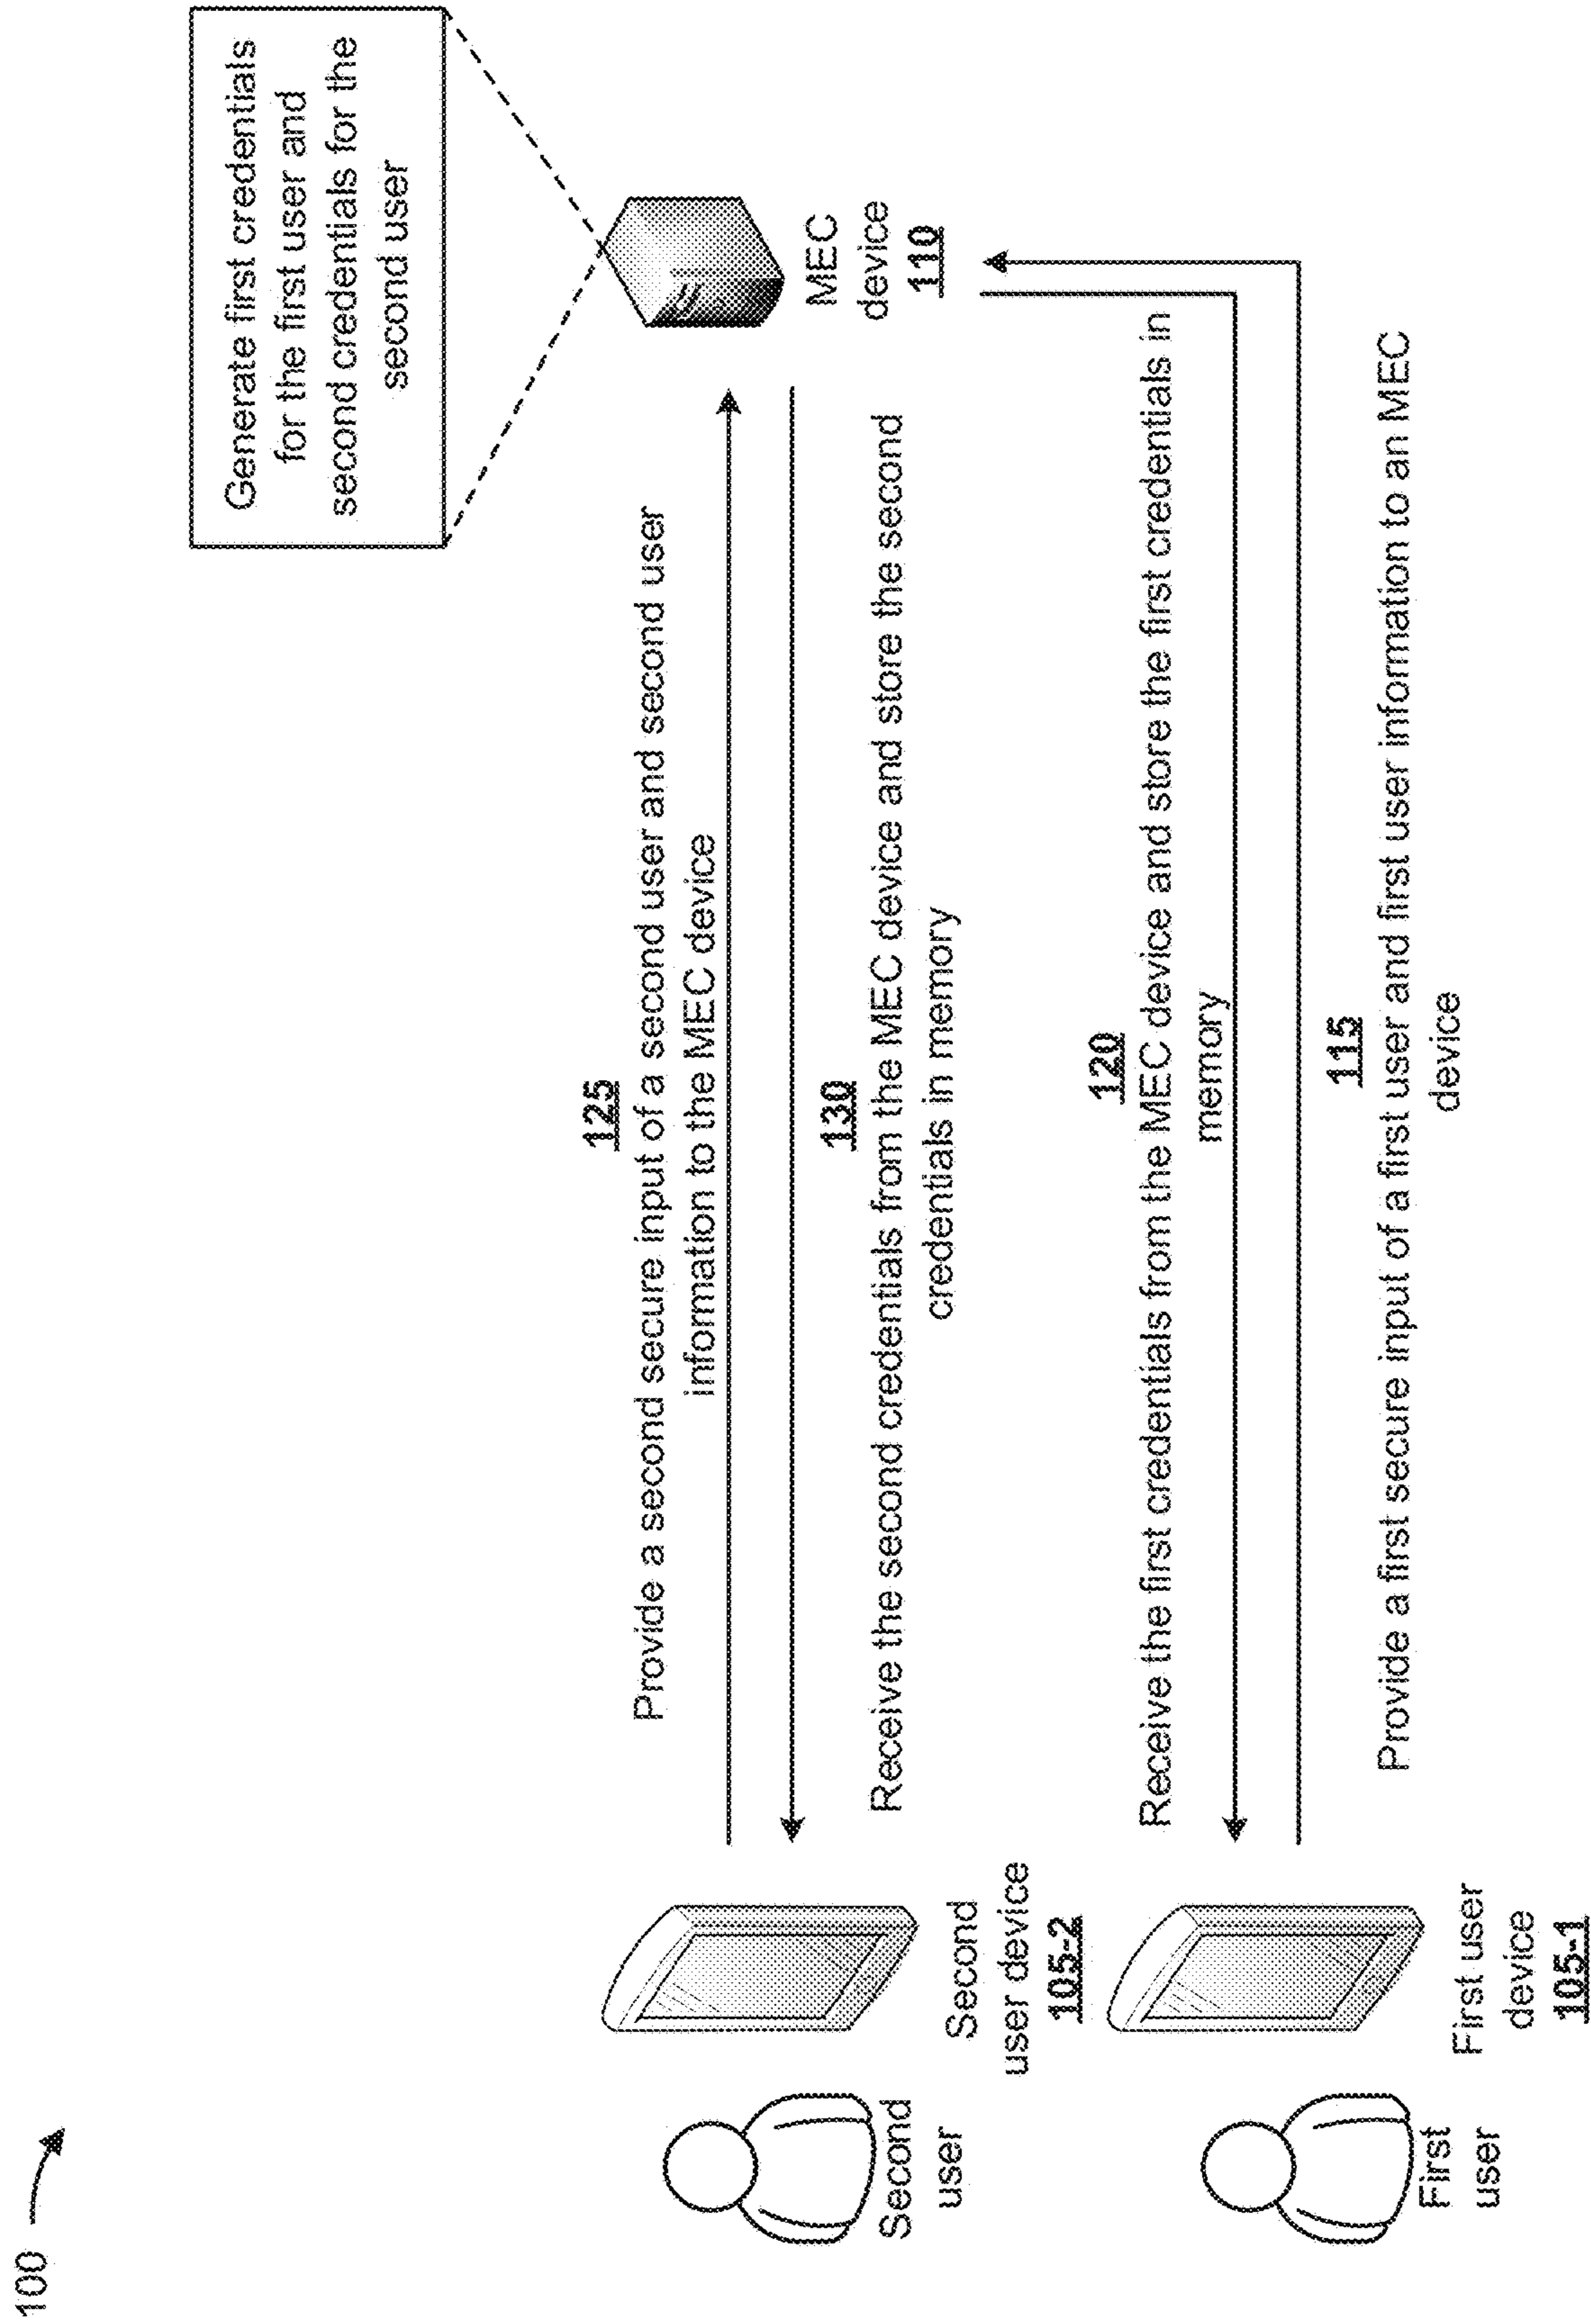 100
Generate first credentials
for the first user and
second credentials for the
second user
125
Provide a second secure input of a second user and second user
information to the MEC device
130
Receive the second credentials from the MEC device and store the second
credentials in memory
MEC
device
110
Second
user
Second
user device
105-2
120
Receive the first credentials from the MEC device and store the first credentials in
memory
115
Provide a first secure input of a first user and first user information to an MEC
device
First
user
First user
device
105-1